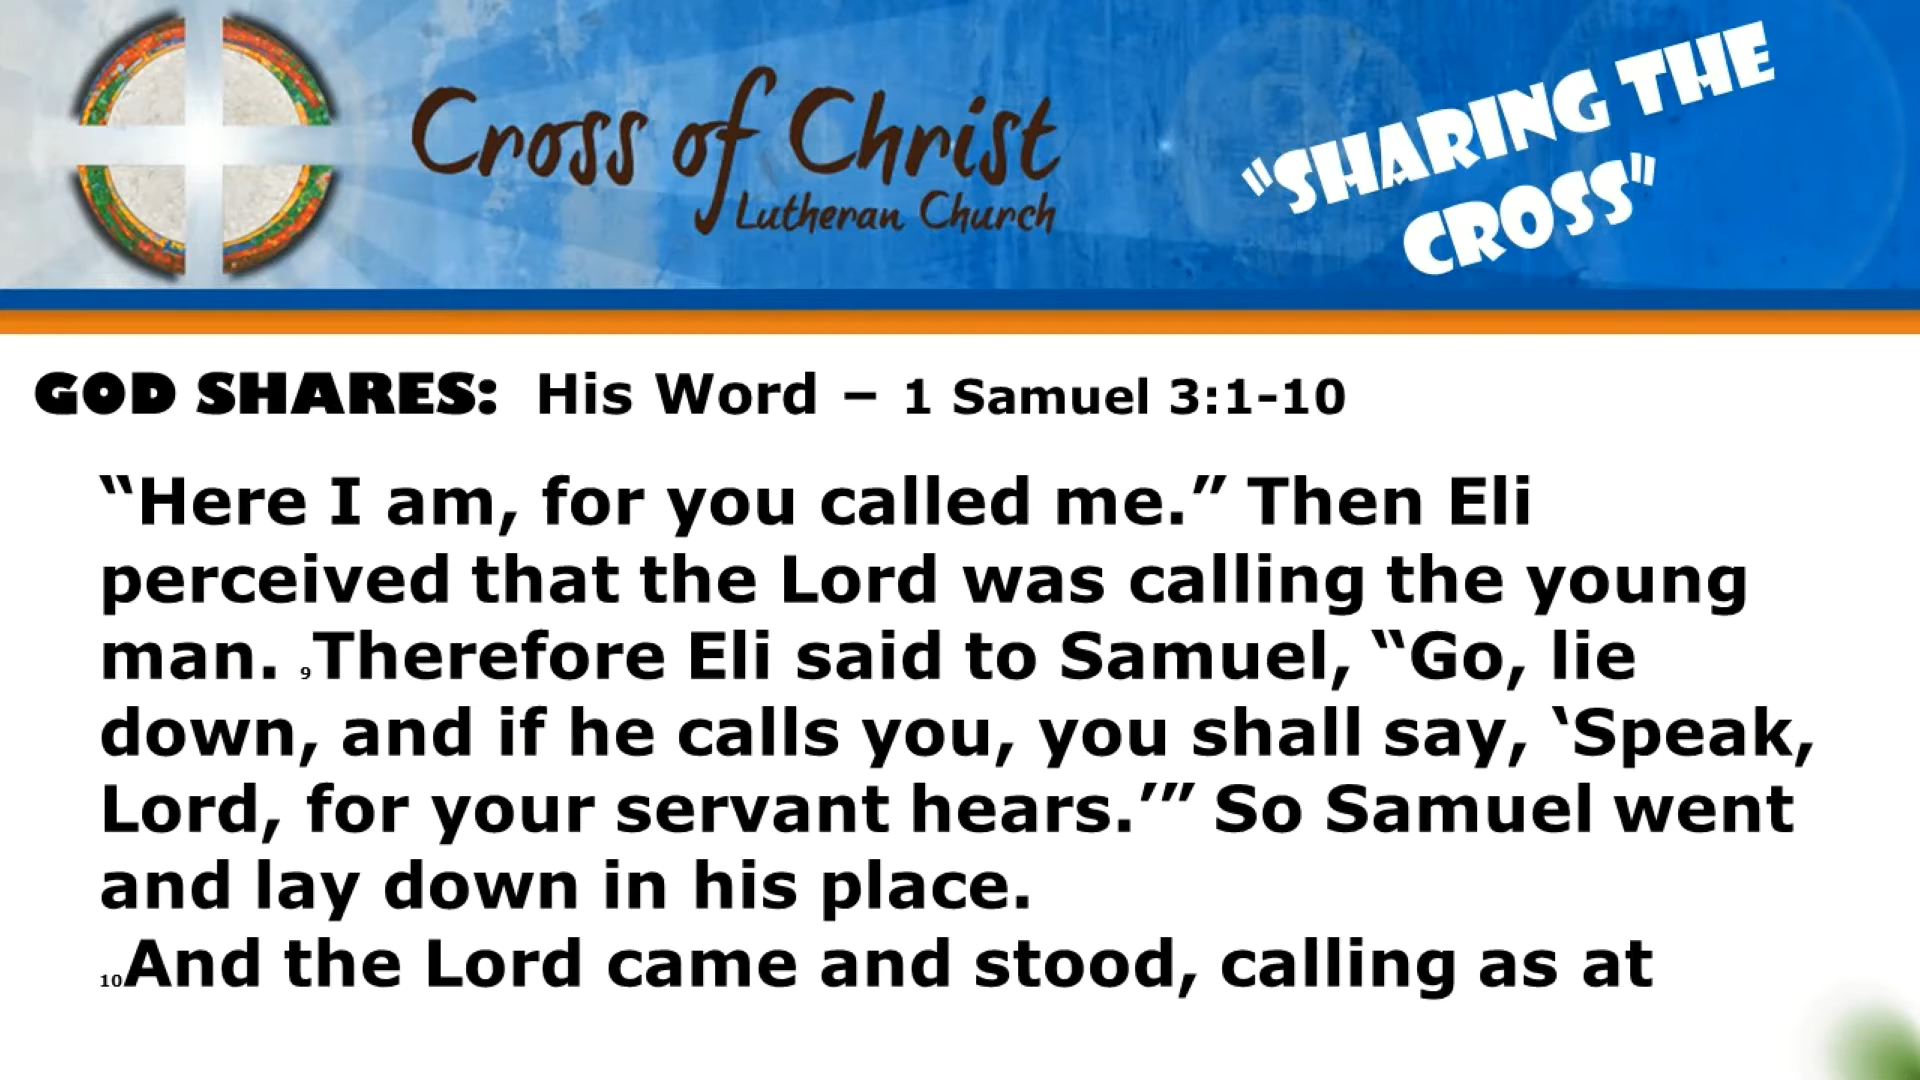 Cross of Christ
Lutheran Church
"SHARING THE
CROSS"
GOD SHARES: His Word – 1 Samuel 3:1-10
“Here I am, for you called me.” Then Eli
perceived that the Lord was calling the young
man. 9Therefore Eli said to Samuel, “Go, lie
down, and if he calls you, you shall say, ‘Speak,
Lord, for your servant hears.’” So Samuel went
and lay down in his place.
10And the Lord came and stood, calling as at